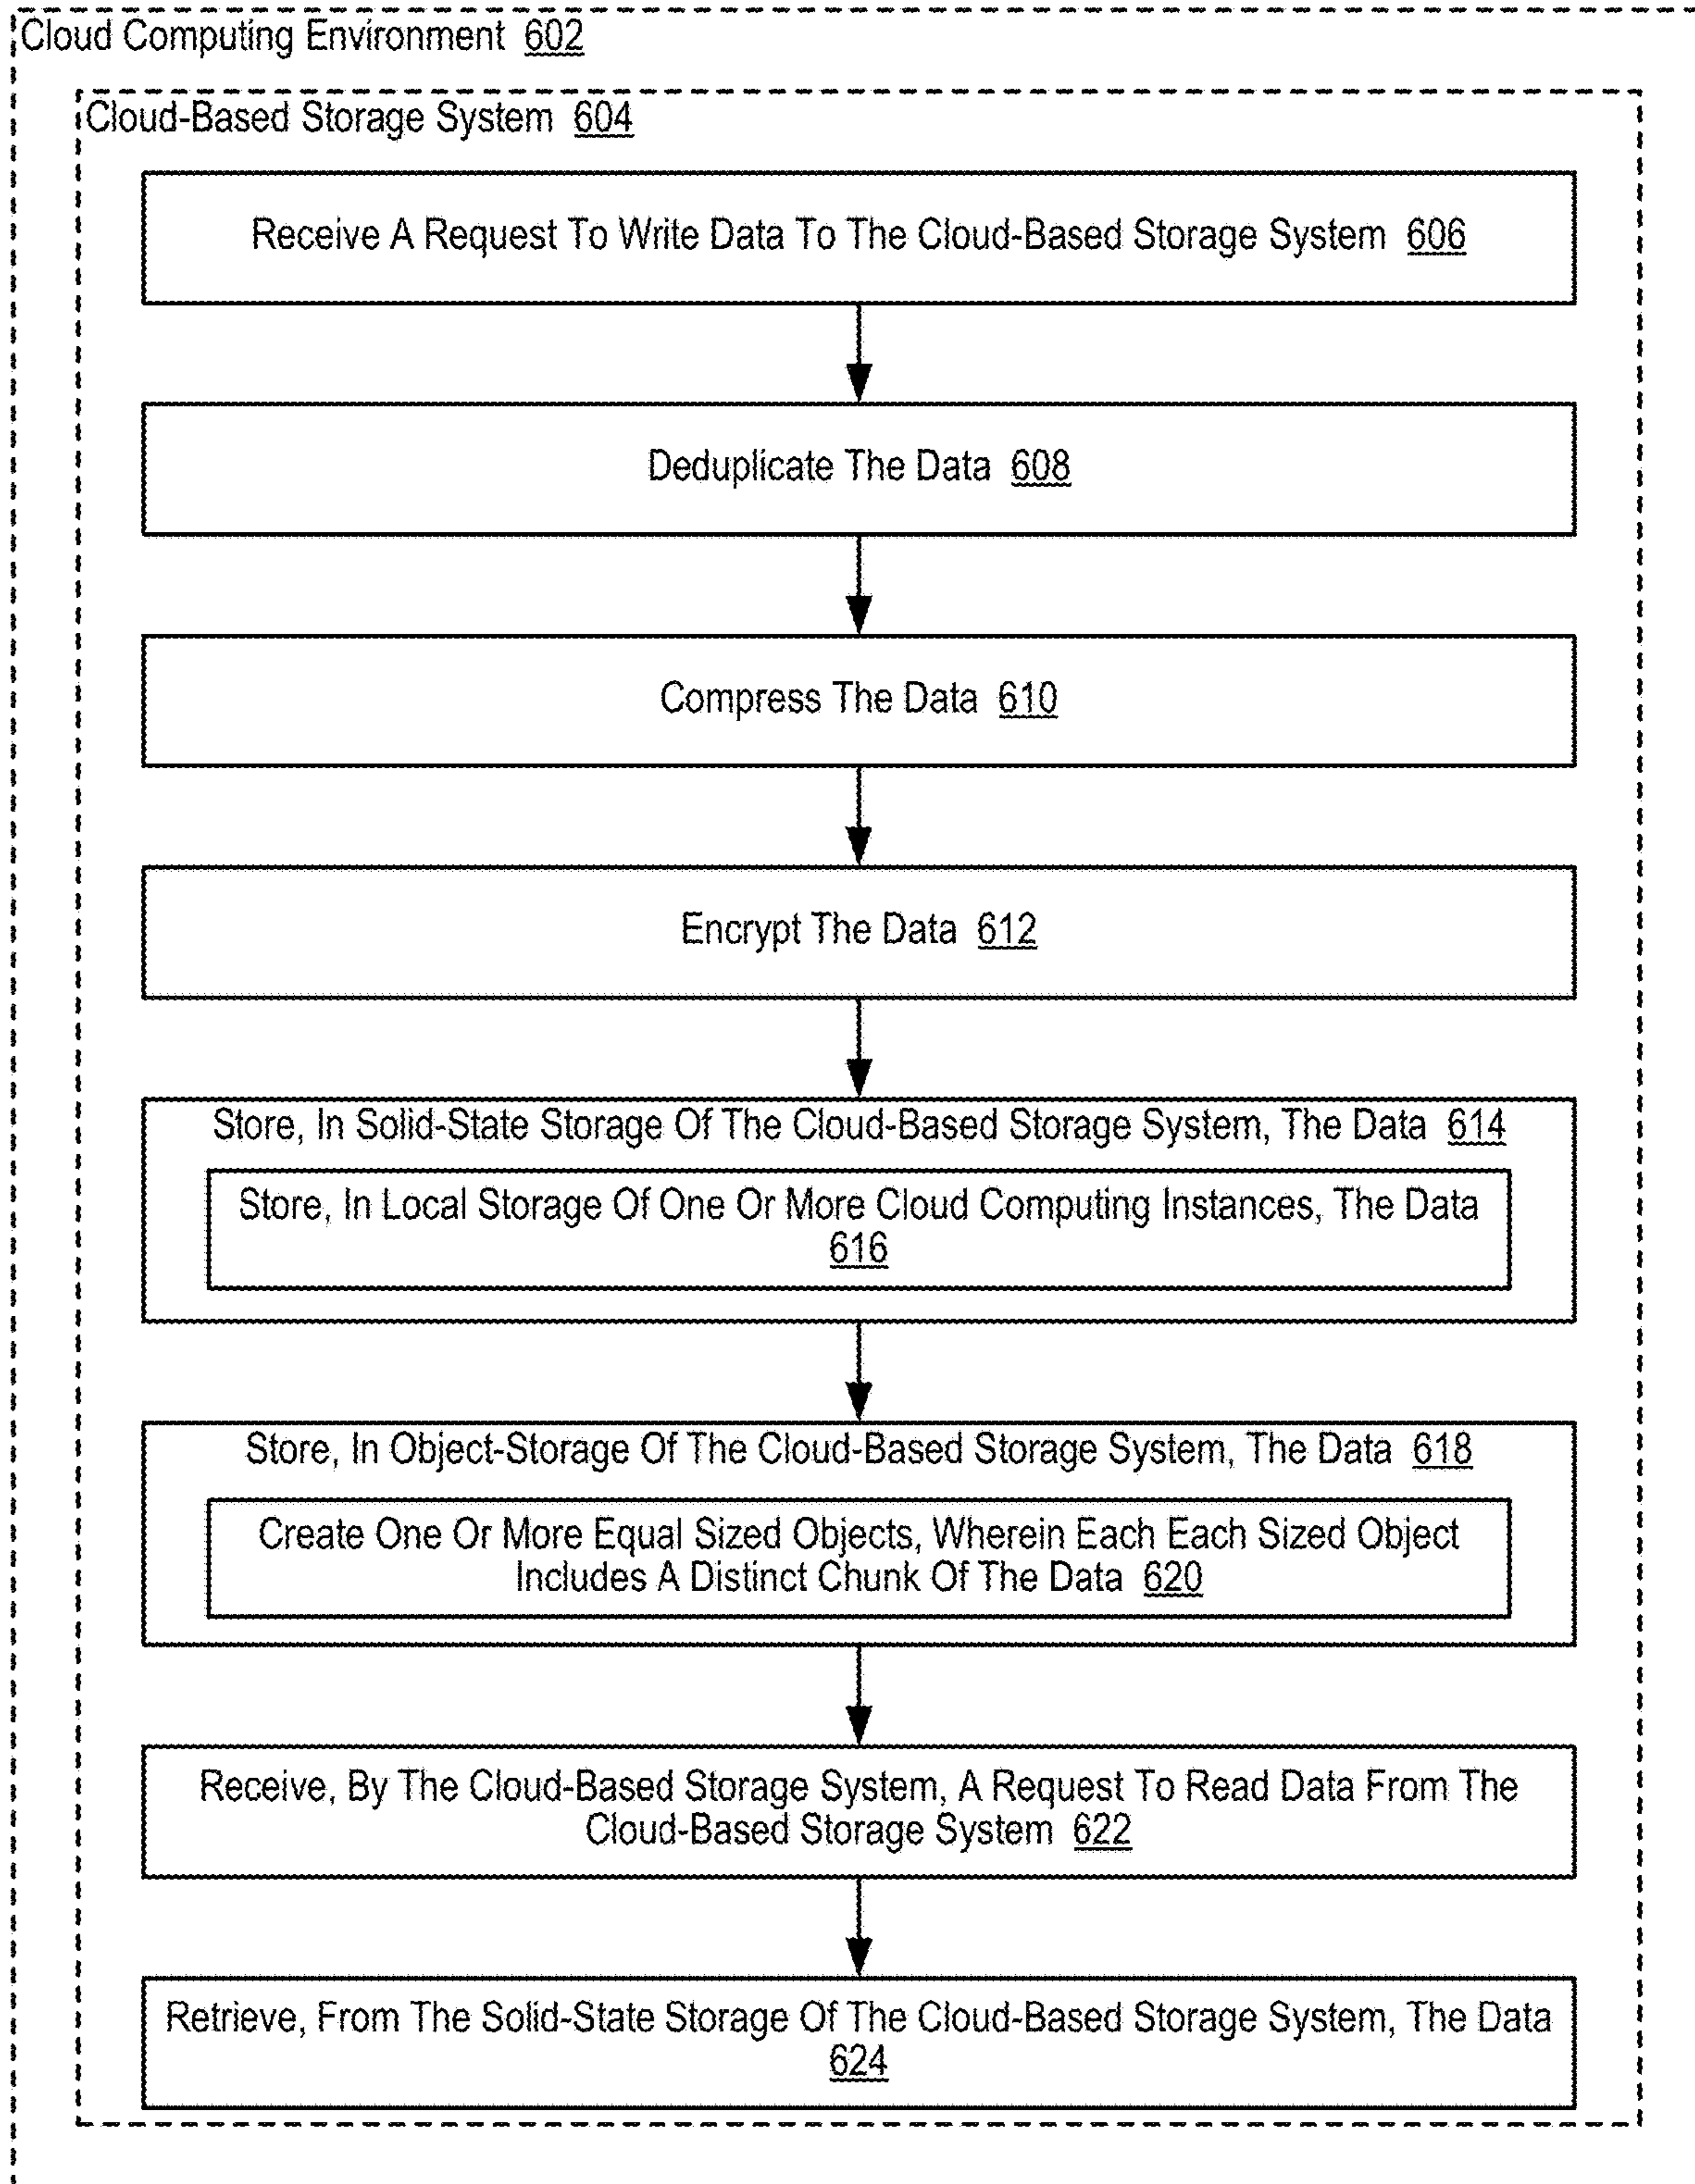 Cloud Computing Environment 602
Cloud-Based Storage System 604
Receive A Request To Write Data To The Cloud-Based Storage System 606
Deduplicate The Data 608
Compress The Data 610
Encrypt The Data 612
Store, In Solid-State Storage Of The Cloud-Based Storage System, The Data 614
Store, In Local Storage Of One Or More Cloud Computing Instances, The Data
616
Store, In Object-Storage Of The Cloud-Based Storage System, The Data 618
Create One Or More Equal Sized Objects, Wherein Each Each Sized Object
Includes A Distinct Chunk Of The Data 620
Receive, By The Cloud-Based Storage System, A Request To Read Data From The
Cloud-Based Storage System 622
Retrieve, From The Solid-State Storage Of The Cloud-Based Storage System, The Data
624